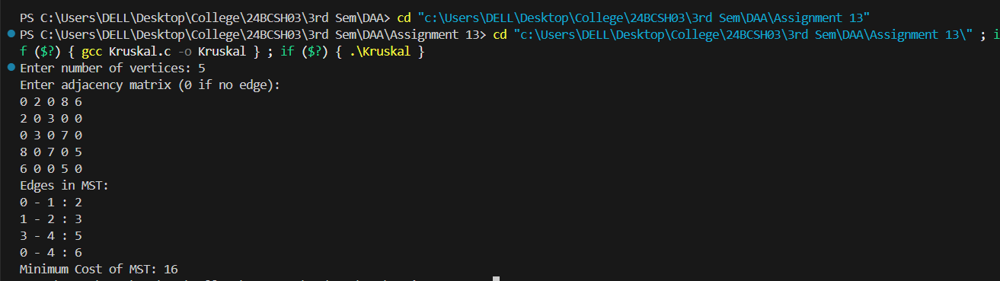 PS C:\Users\DELL\Desktop\College\24BCSH03\3rd Sem\DAA> cd "c:\Users\DELL\Desktop\College\24BCSH03\3rd Sem\DAA\Assignment 13"
PS C:\Users\DELL\Desktop\College\24BCSH03\3rd Sem\DAA\Assignment 13> cd "c:\Users\DELL\Desktop\College\24BCSH03\3rd Sem\DAA\Assignment 13\" ; i
f ($?) { gcc Kruskal.c -o Kruskal } ; if ($?) { .\Kruskal }
Enter number of vertices: 5
Enter adjacency matrix (0 if no edge):
0 2 0 8 6
2 0 3 0 0
0 3 0 7 0
8 0 7 0 5
6 0 0 5 0
Edges in MST:
0 - 1 : 2
1 - 2 : 3
3 - 4 : 5
0 - 4 : 6
Minimum Cost of MST: 16